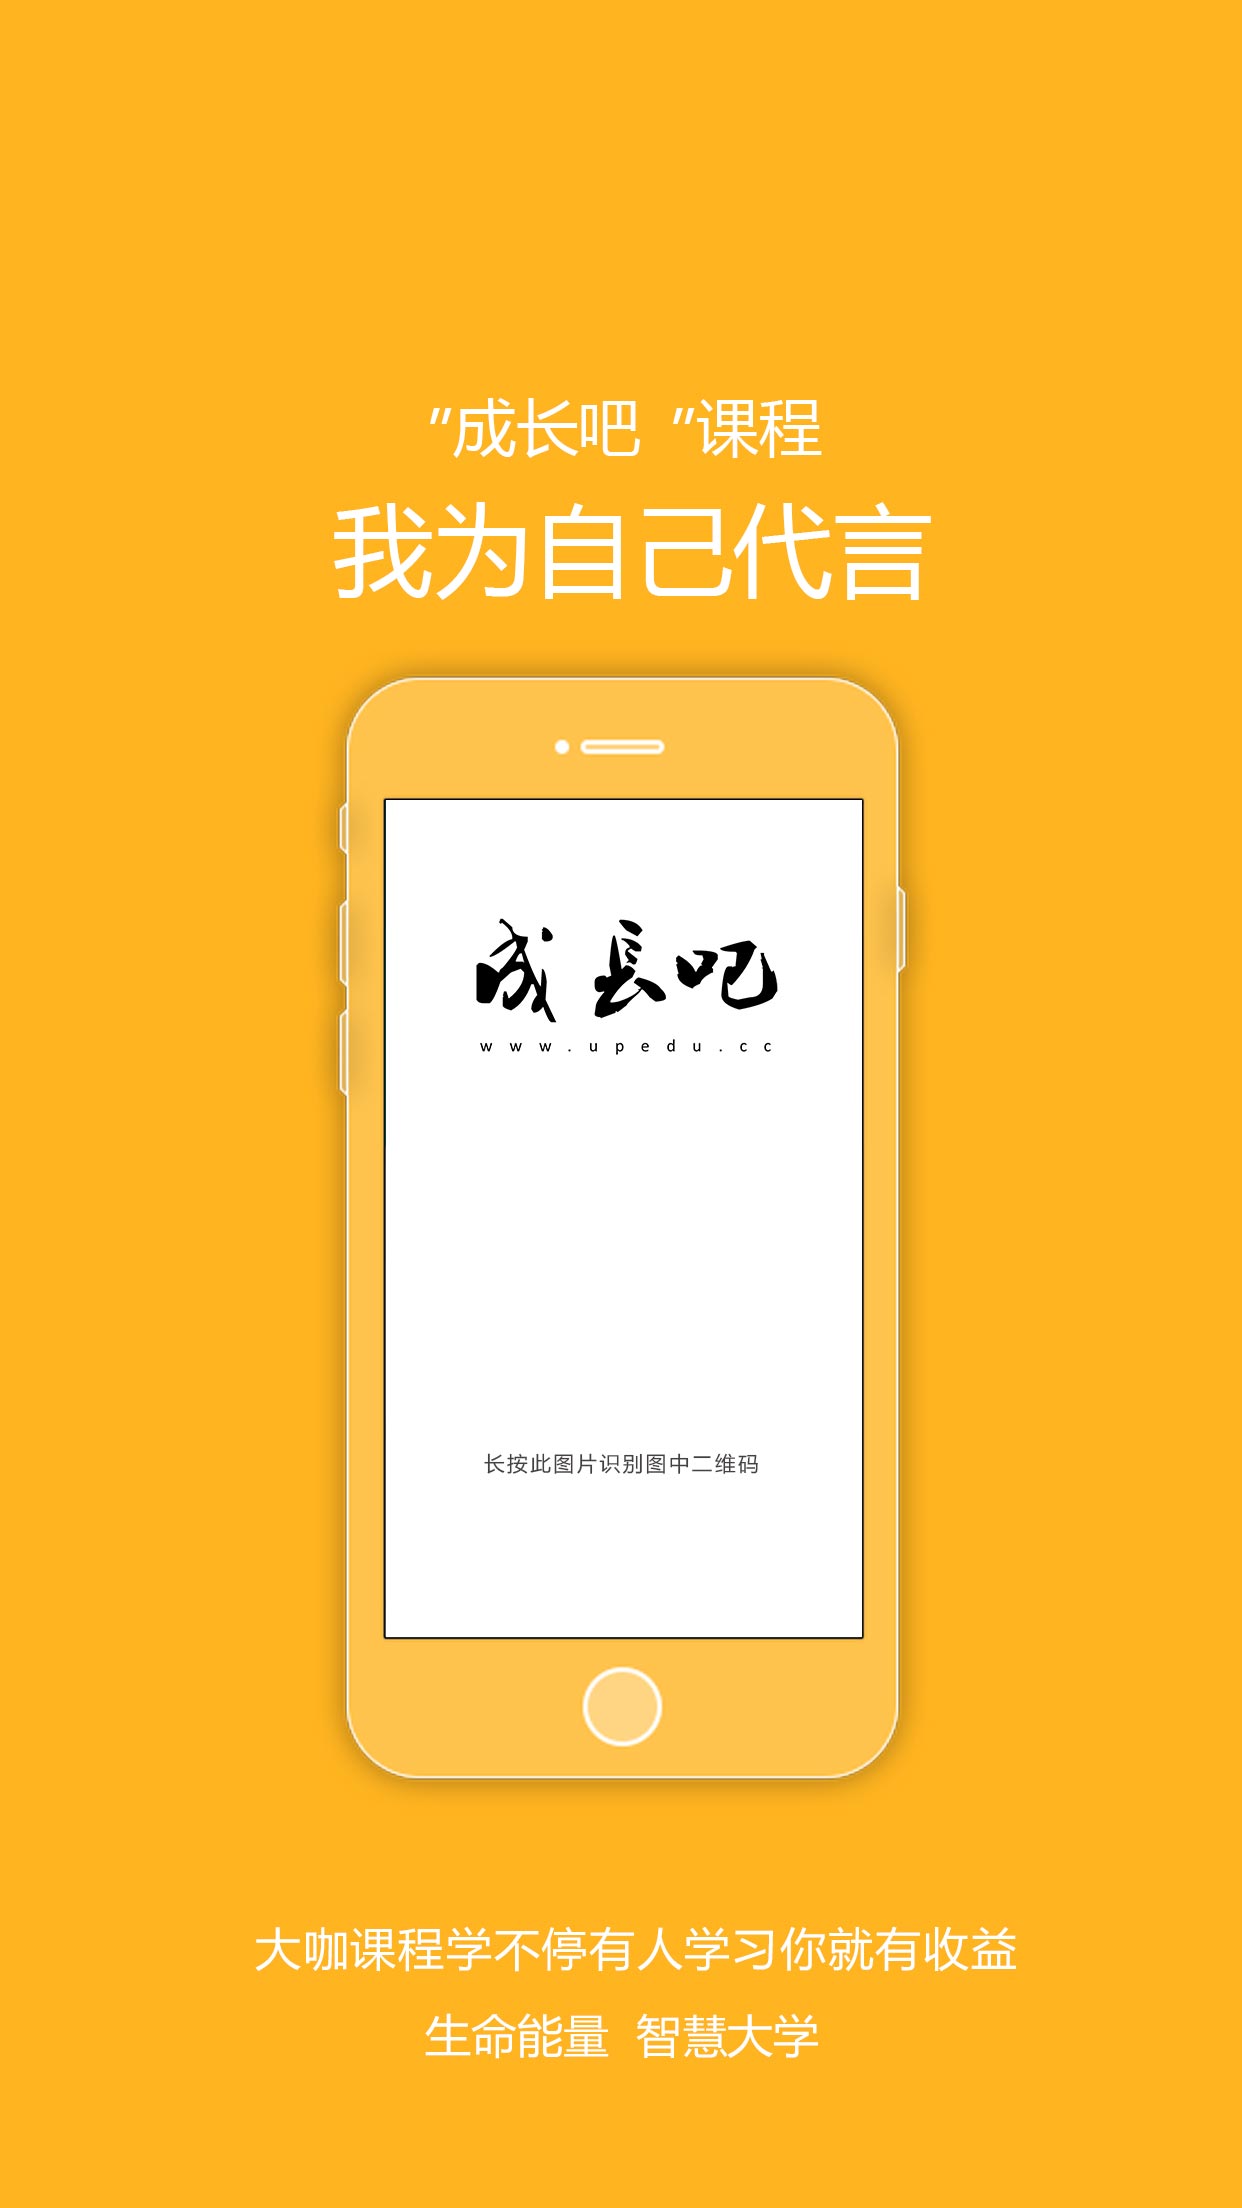 "成长吧 "课程
我为自己代言
成長吧
www.upedu.cc
长按此图片识别图中二维码
大咖课程学不停有人学习你就有收益
生命能量 智慧大学